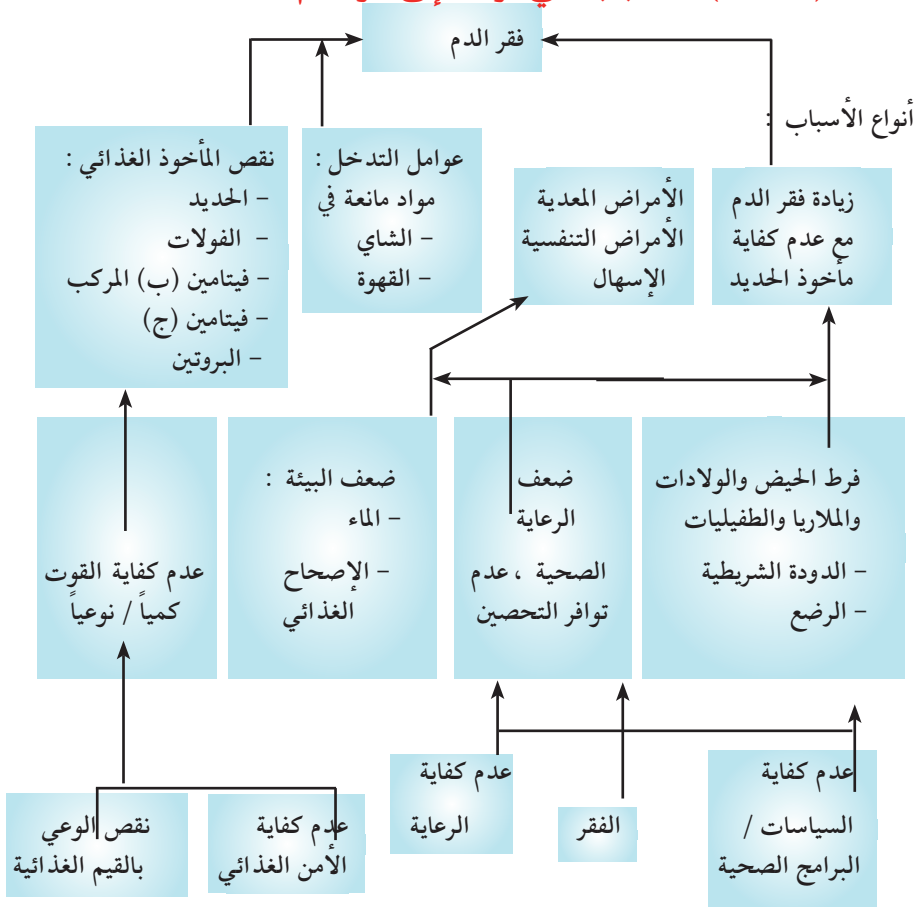 فقر الدم
أنواع الأسباب :
زيادة فقر الدم
مع عدم كفاية
مأخوذ الحديد
الأمراض المعدية
الأمراض التنفسية
الإسهال
عوامل التدخل :
مواد مانعة في
– الشاي
– القهوة
نقص المأخوذ الغذائي :
– الحديد
– الفولات
– فيتامين (ب) المركب
– فيتامين (ج)
– البروتين
فرط الحيض والولادات
والملاريا والطفيليات
– الدودة الشريطية
– الرضع
ضعف
الرعاية
الصحية ، عدم
توافر التحصين
ضعف البيئة :
– الماء
– الإصحاح
الغذائي
عدم كفاية القوت
كمياً / نوعياً
عدم كفاية
السياسات /
البرامج الصحية
الفقر
عدم كفاية
الرعاية
عدم كفاية
الأمن الغذائي
نقص الوعي
بالقيم الغذائية